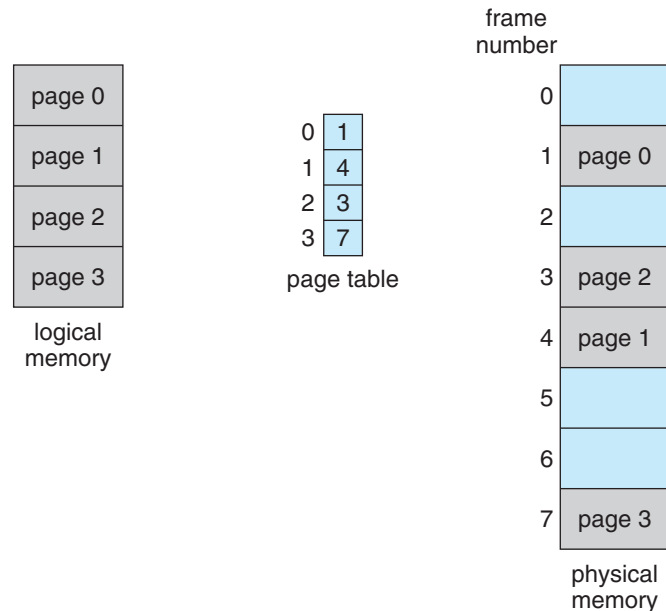 page 0
page 1
page 2
page 3
logical
memory
0 1
1 4
2 3
3 7
page table
frame
number
0
1 page 0
2
3 page 2
4 page 1
5
6
7 page 3
physical
memory